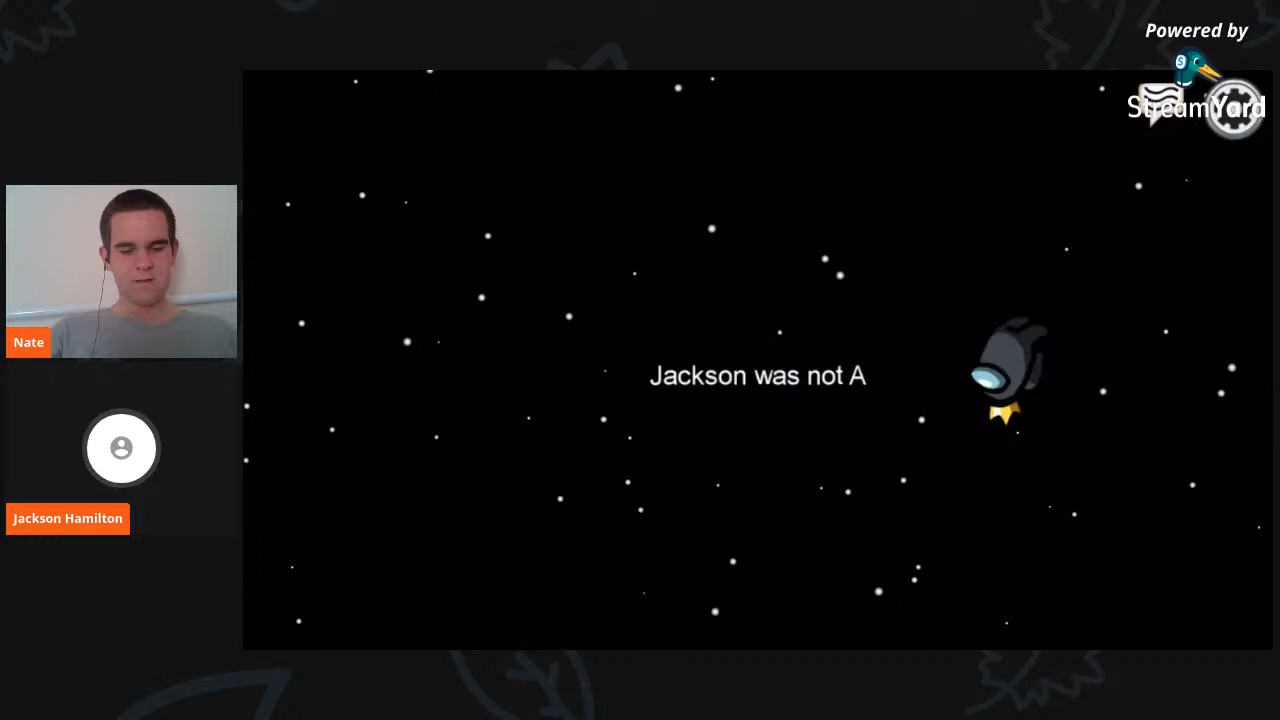 Powered by
StreamYard
Nate
Jackson was not A
Jackson Hamilton